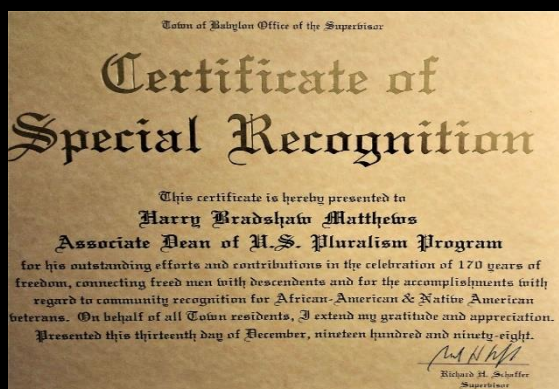 Town of Babylon Office of the Supervisor
Certificate of
Special Recognition
This certificate is hereby presented to
Harry Bradshaw Matthews
Associate Dean of U.S. Pluralism Program
for his outstanding efforts and contributions in the celebration of 170 years of
freedom, connecting freed men with descendents and for the accomplishments with
regard to community recognition for African-American & Native American
veterans. On behalf of all Town residents, I extend my gratitude and appreciation.
Presented this thirteenth day of December, nineteen hundred and ninety-eight.
Richard H. Schaffer
Supervisor